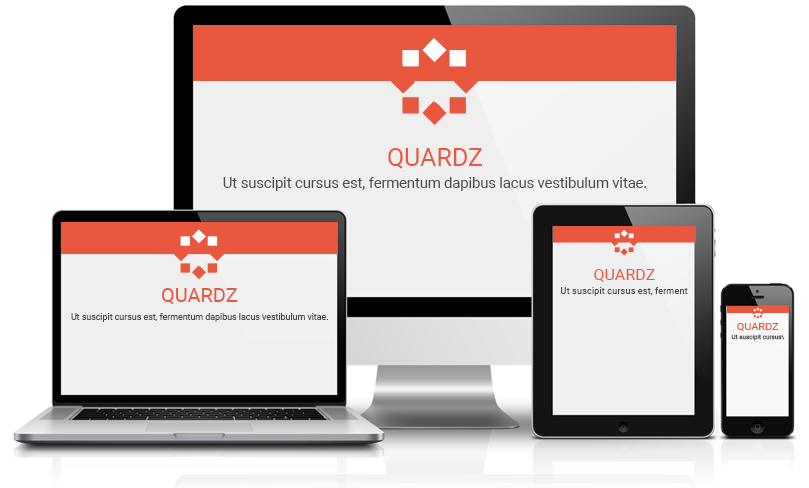 QUARDZ
Ut suscipit cursus est, fermentum dapibus lacus vestibulum vitae.
QUARDZ
Ut suscipit cursus est, fermentum dapibus lacus vestibulum vitae.
QUARDZ
Ut suscipit cursus est, ferment
QUARDZ
Ut suscipit cursus\